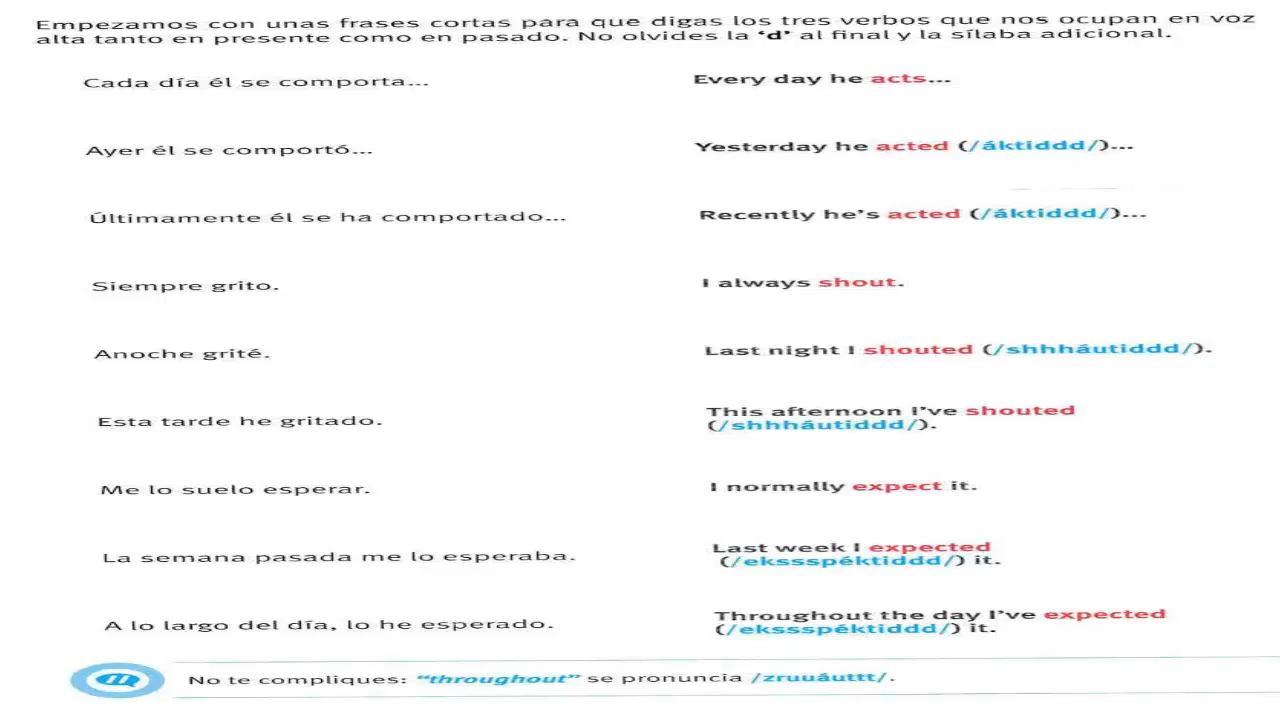 Empezamos con unas frases cortas para que digas los tres verbos que nos ocupan en voz
alta tanto en presente como en pasado. No olvides la ‘d’ al final y la sílaba adicional.
Cada día él se comporta...
Every day he acts...
Ayer él se comportó...
Yesterday he acted (/áktiddd/)...
Últimamente él se ha comportado...
Recently he’s acted (/áktiddd/)...
Siempre grito.
I always shout.
Anoche grité.
Last night I shouted (/shhháutiddd/).
Esta tarde he gritado.
This afternoon I’ve shouted
(/shhháutiddd/).
Me lo suelo esperar.
I normally expect it.
La semana pasada me lo esperaba.
Last week I expected
(/ekssspéktiddd/) it.
A lo largo del día, lo he esperado.
Throughout the day I’ve expected
(/ekssspéktiddd/) it.
No te compliques: “throughout” se pronuncia /zruuáuttt/.